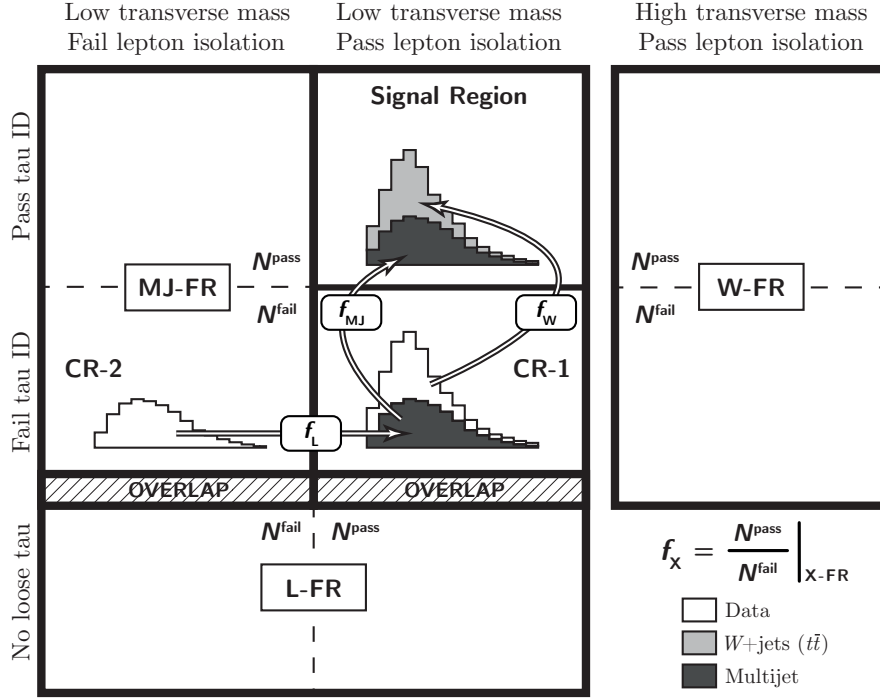 Low transverse mass
Fail lepton isolation
Low transverse mass
Pass lepton isolation
High transverse mass
Pass lepton isolation
Pass tau ID
Fail tau ID
No loose tau
Signal Region
MJ-FR
N^pass
N^fail
f_MJ
f_W
N^pass
N^fail
W-FR
CR-2
CR-1
f_L
OVERLAP
OVERLAP
N^fail
N^pass
L-FR
f_X = N^pass / N^fail |_X-FR
Data
W+jets (tt̄)
Multijet